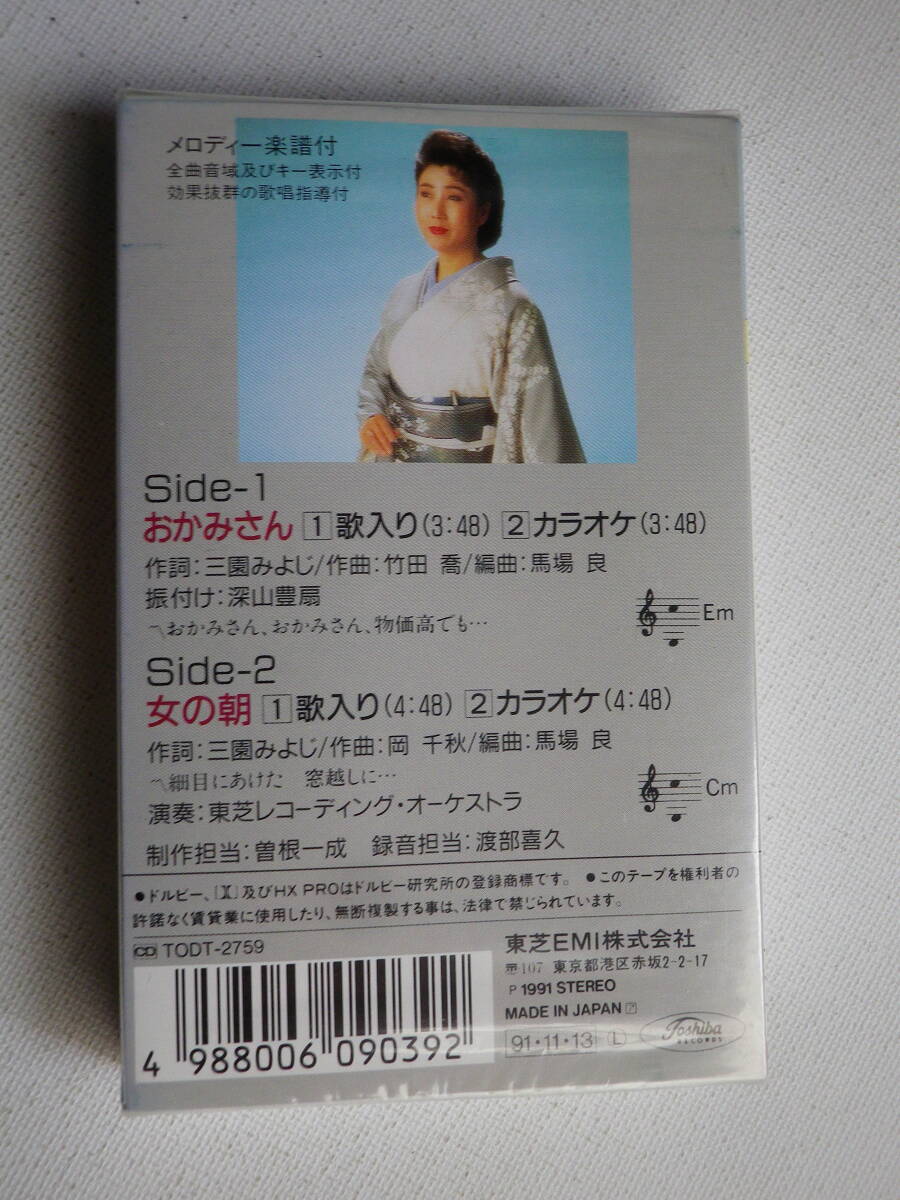 メロディー楽譜付
全曲音域及びキー表示付
効果抜群の歌唱指導付
Side-1
おかみさん 1歌入り(3:48) 2カラオケ(3:48)
作詞:三園みよじ/作曲:竹田 喬/編曲:馬場 良
振付け:深山豊扇
〽おかみさん、おかみさん、物価高でも…
Em
Side-2
女の朝 1歌入り(4:48) 2カラオケ(4:48)
作詞:三園みよじ/作曲:岡 千秋/編曲:馬場 良
〽細目にあけた 窓越しに…
Cm
演奏:東芝レコーディング・オーケストラ
制作担当:曽根一成 録音担当:渡部喜久
●ドルビー、及びHX PROはドルビー研究所の登録商標です。 ●このテープを権利者の
許諾なく賃貸業に使用したり、無断複製する事は、法律で禁じられています。
CD TODT-2759
4 988006 090392
東芝EMI株式会社
〒107 東京都港区赤坂2-2-17
P 1991 STEREO
MADE IN JAPAN
91・11・13 L
Toshiba
RECORDS